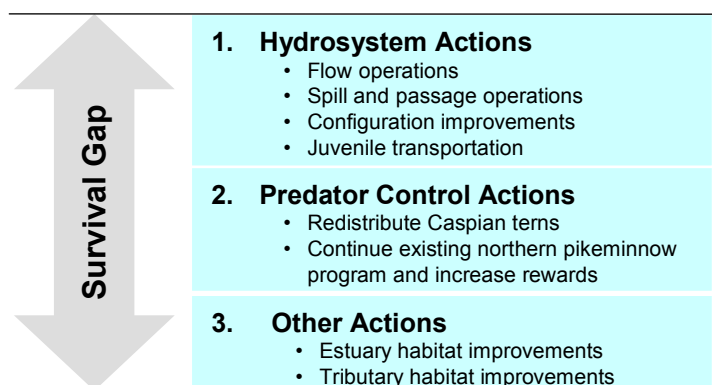 Survival Gap
1. Hydrosystem Actions
• Flow operations
• Spill and passage operations
• Configuration improvements
• Juvenile transportation
2. Predator Control Actions
• Redistribute Caspian terns
• Continue existing northern pikeminnow
program and increase rewards
3. Other Actions
• Estuary habitat improvements
• Tributary habitat improvements